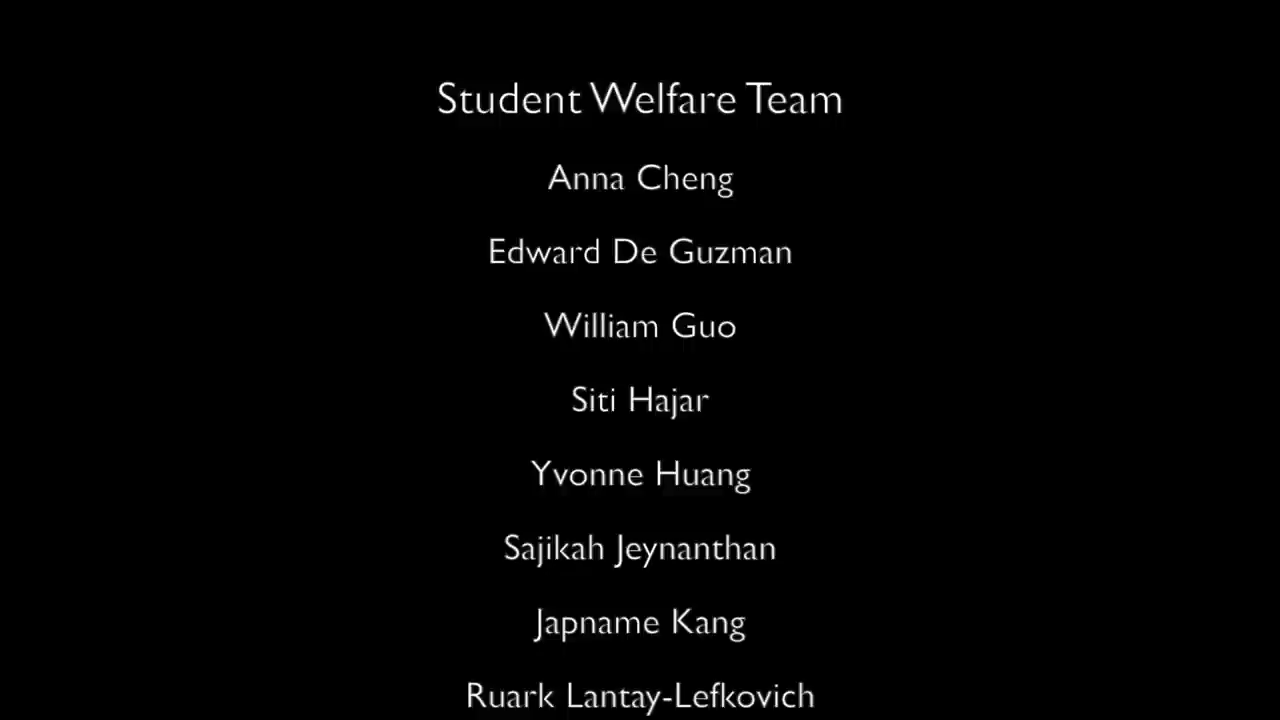 Student Welfare Team
Anna Cheng
Edward De Guzman
William Guo
Siti Hajar
Yvonne Huang
Sajikah Jeynanthan
Japname Kang
Ruark Lantay-Lefkovich